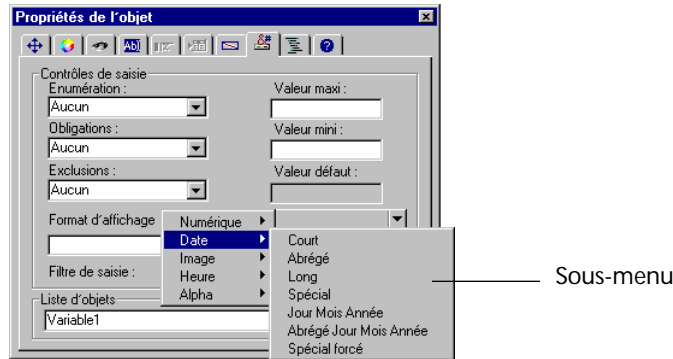 Propriétés de l'objet
Contrôles de saisie
Enumération :
Valeur maxi :
Aucun
Obligations :
Valeur mini :
Aucun
Exclusions :
Valeur défaut :
Aucun
Format d'affichage
Numérique
Date
Image
Heure
Alpha
Court
Abrégé
Long
Spécial
Jour Mois Année
Abrégé Jour Mois Année
Spécial forcé
Sous-menu
Filtre de saisie :
Liste d'objets
Variable1